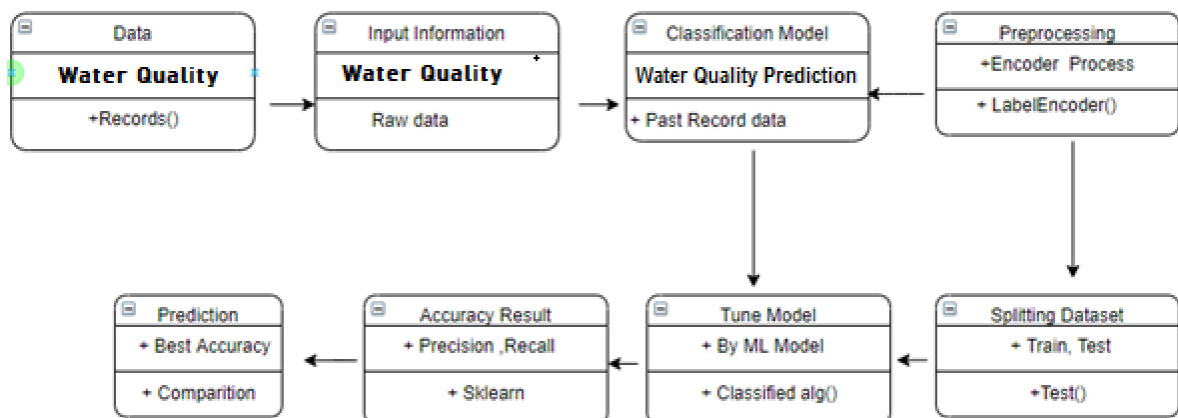 Data
Water Quality
+Records()
Input Information
Water Quality
Raw data
Classification Model
Water Quality Prediction
+ Past Record data
Preprocessing
+Encoder Process
+ LabelEncoder()
Prediction
+ Best Accuracy
+ Comparition
Accuracy Result
+ Precision ,Recall
+ Sklearn
Tune Model
+ By ML Model
+ Classified alg()
Splitting Dataset
+ Train, Test
+Test()